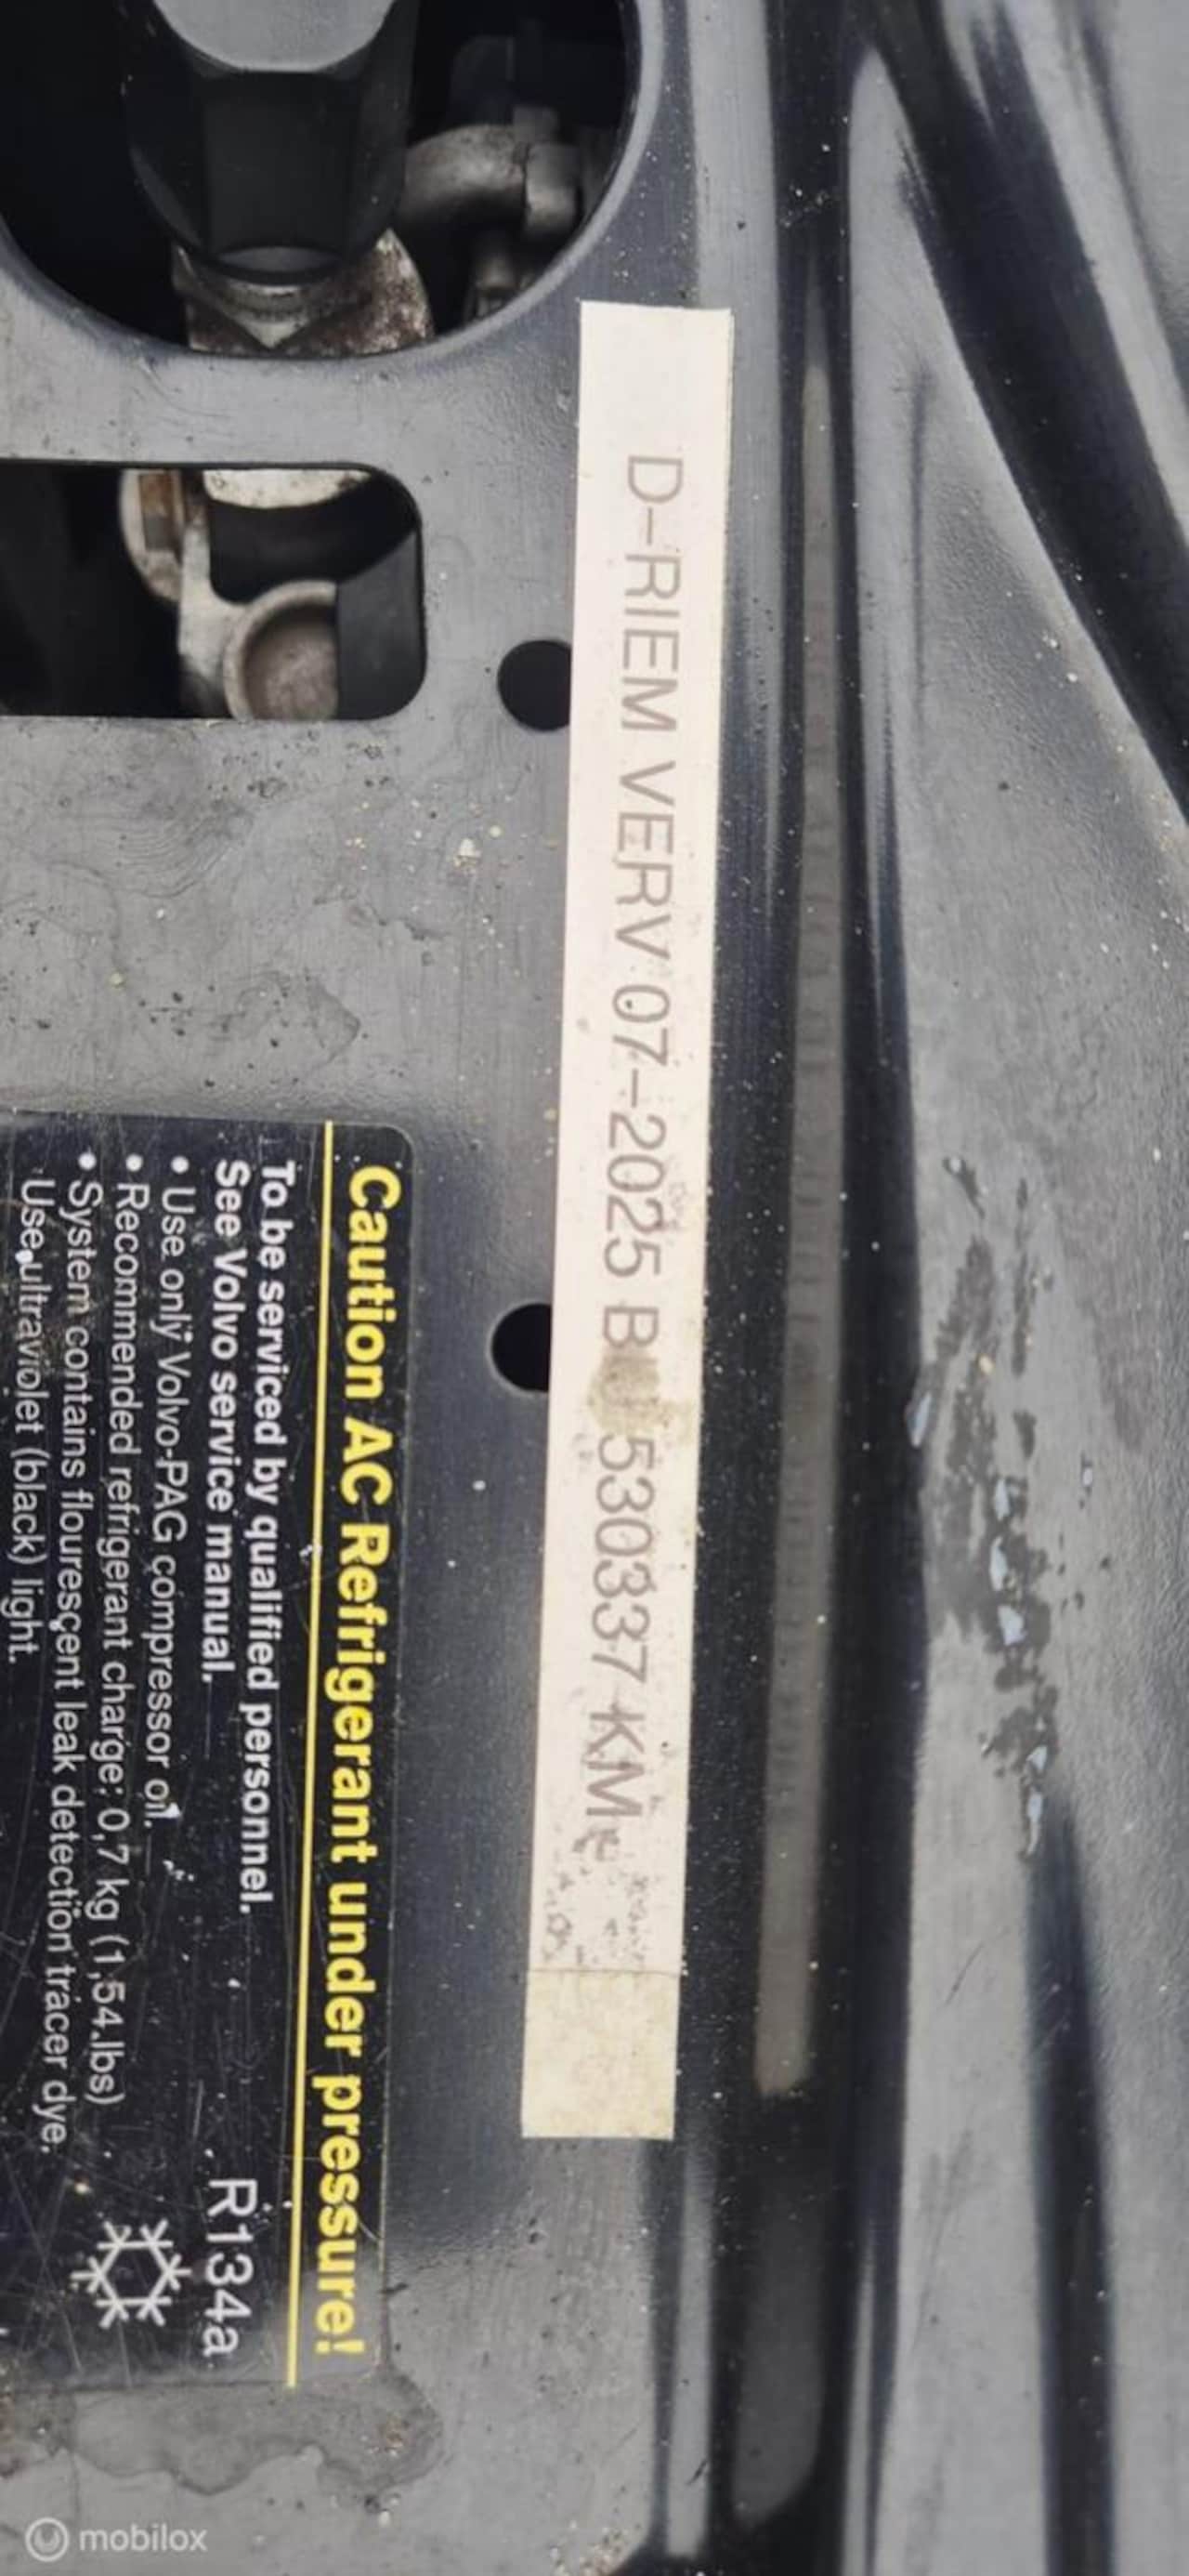 D-RIEM VERV 07-2025 BIJ 530337 KM
Caution AC Refrigerant under pressure!
To be serviced by qualified personnel.
See Volvo service manual.
• Use only Volvo-PAG compressor oil.
• Recommended refrigerant charge: 0,7 kg (1,54 lbs)
• System contains flourescent leak detection tracer dye.
Use ultraviolet (black) light.
R134a
mobilox